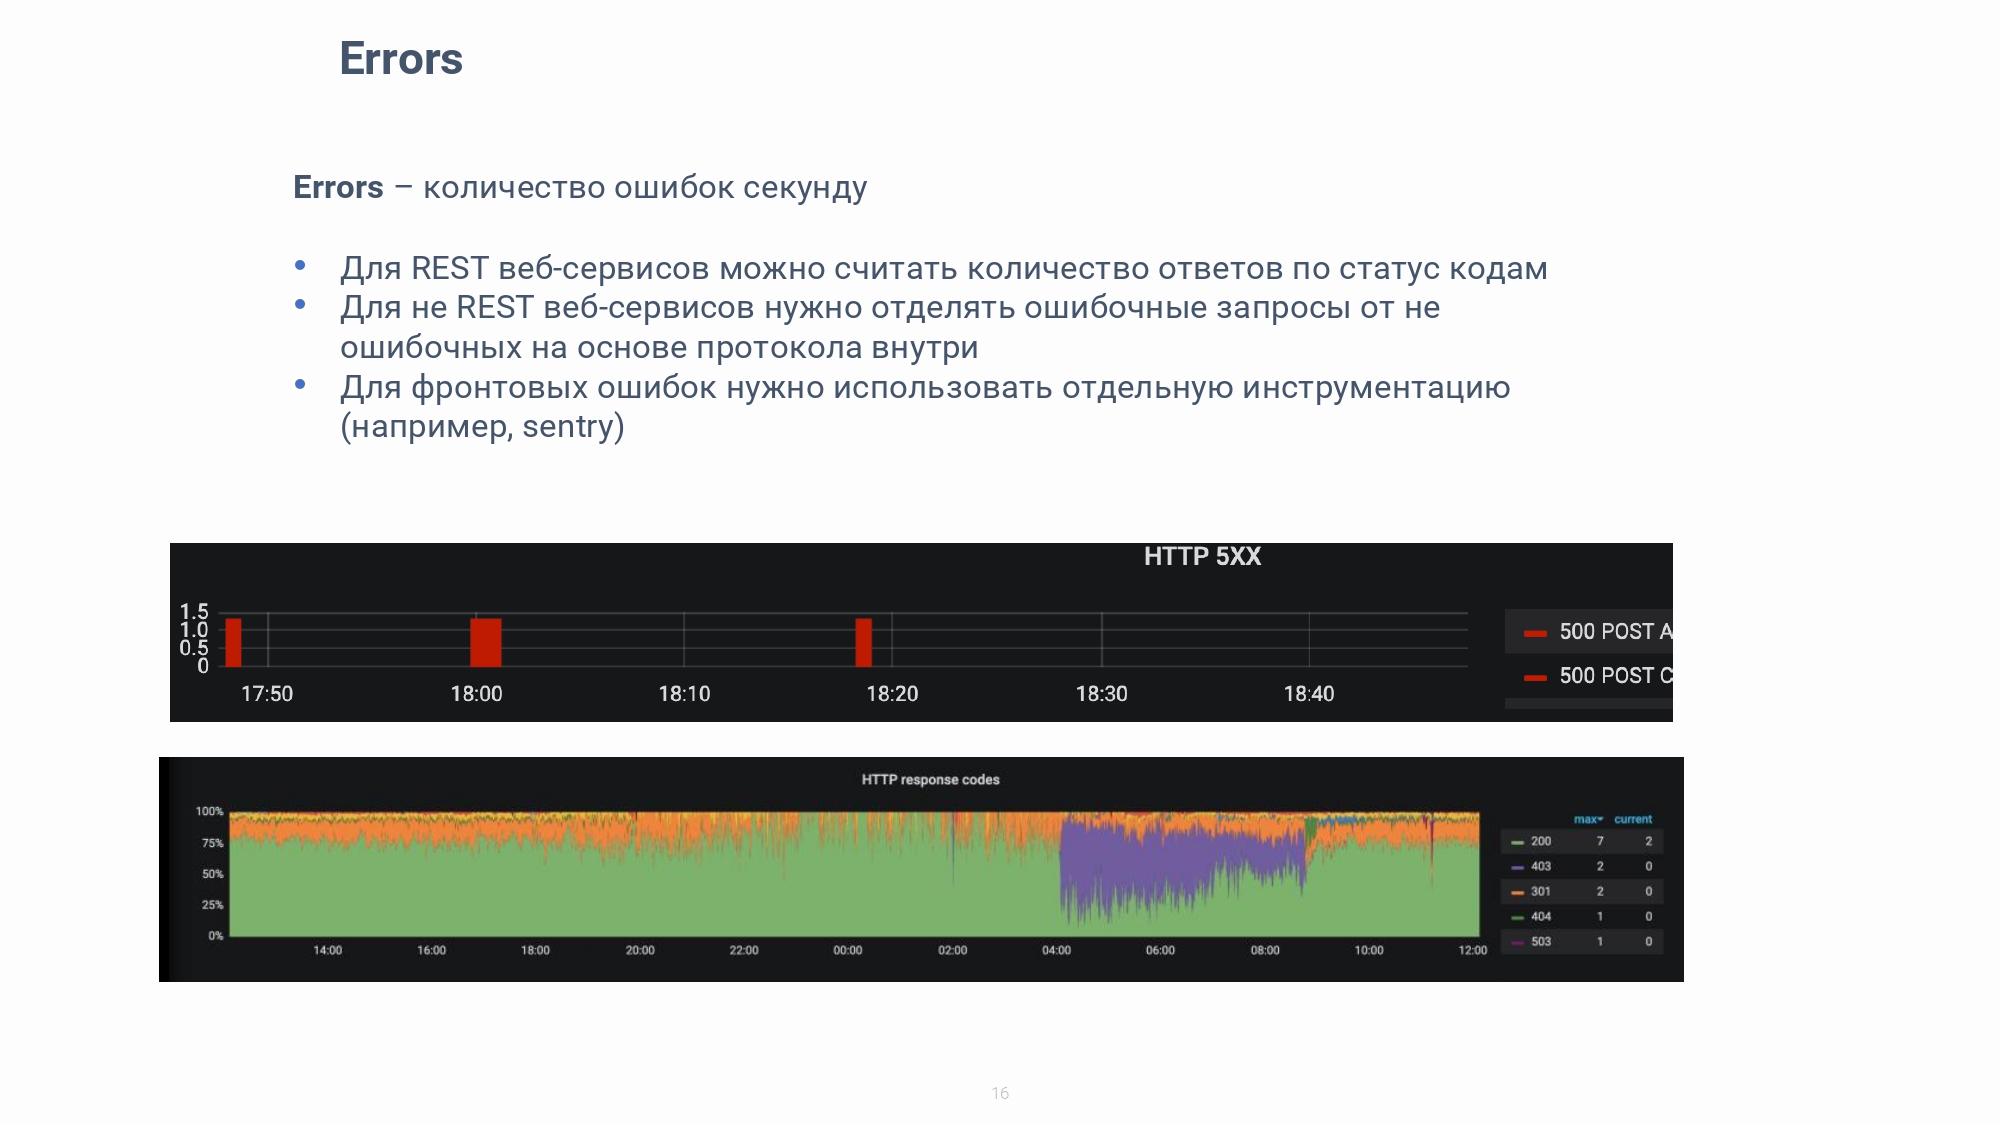 Errors
Errors – количество ошибок секунду
• Для REST веб-сервисов можно считать количество ответов по статус кодам
• Для не REST веб-сервисов нужно отделять ошибочные запросы от не
ошибочных на основе протокола внутри
• Для фронтовых ошибок нужно использовать отдельную инструментацию
(например, sentry)
HTTP 5XX
1.5
1.0
0.5
0
17:50 18:00 18:10 18:20 18:30 18:40
500 POST A
500 POST C
HTTP response codes
100%
75%
50%
25%
0%
14:00 16:00 18:00 20:00 22:00 00:00 02:00 04:00 06:00 08:00 10:00 12:00
max current
200 7 2
403 2 0
301 2 0
404 1 0
503 1 0
16